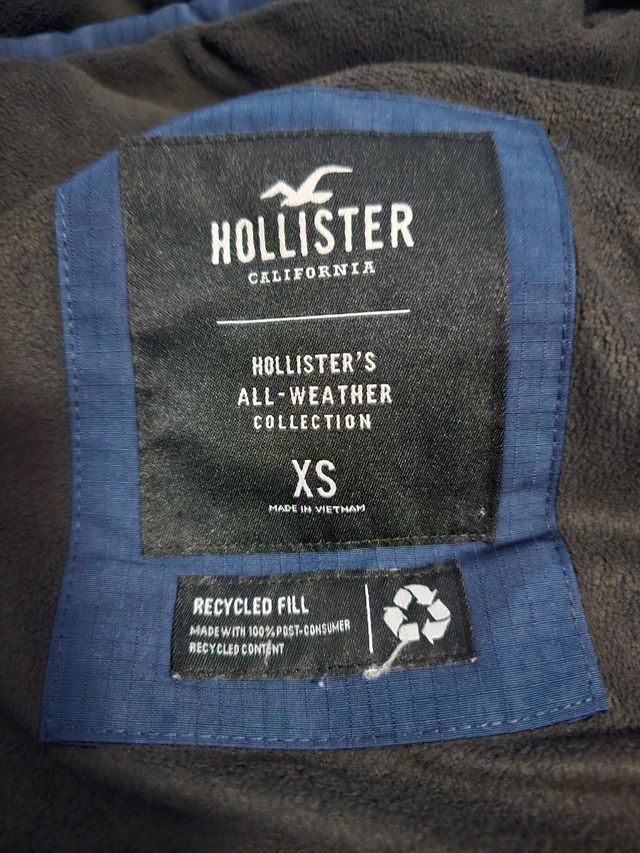 HOLLISTER
CALIFORNIA
HOLLISTER'S
ALL-WEATHER
COLLECTION
XS
MADE IN VIETNAM
RECYCLED FILL
MADE WITH 100% POST-CONSUMER
RECYCLED CONTENT